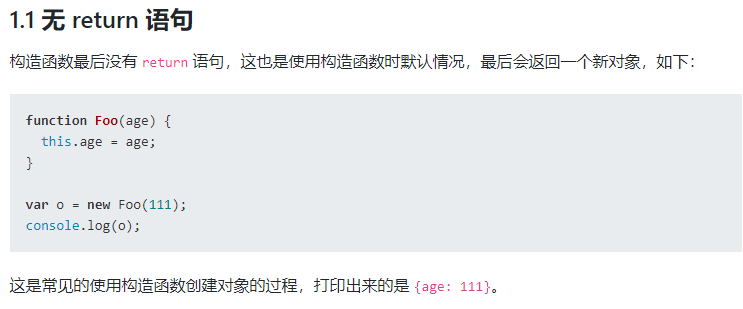 1.1 无 return 语句
构造函数最后没有 return 语句，这也是使用构造函数时默认情况，最后会返回一个新对象，如下：
function Foo(age) {
  this.age = age;
}
var o = new Foo(111);
console.log(o);
这是常见的使用构造函数创建对象的过程，打印出来的是 {age: 111}。